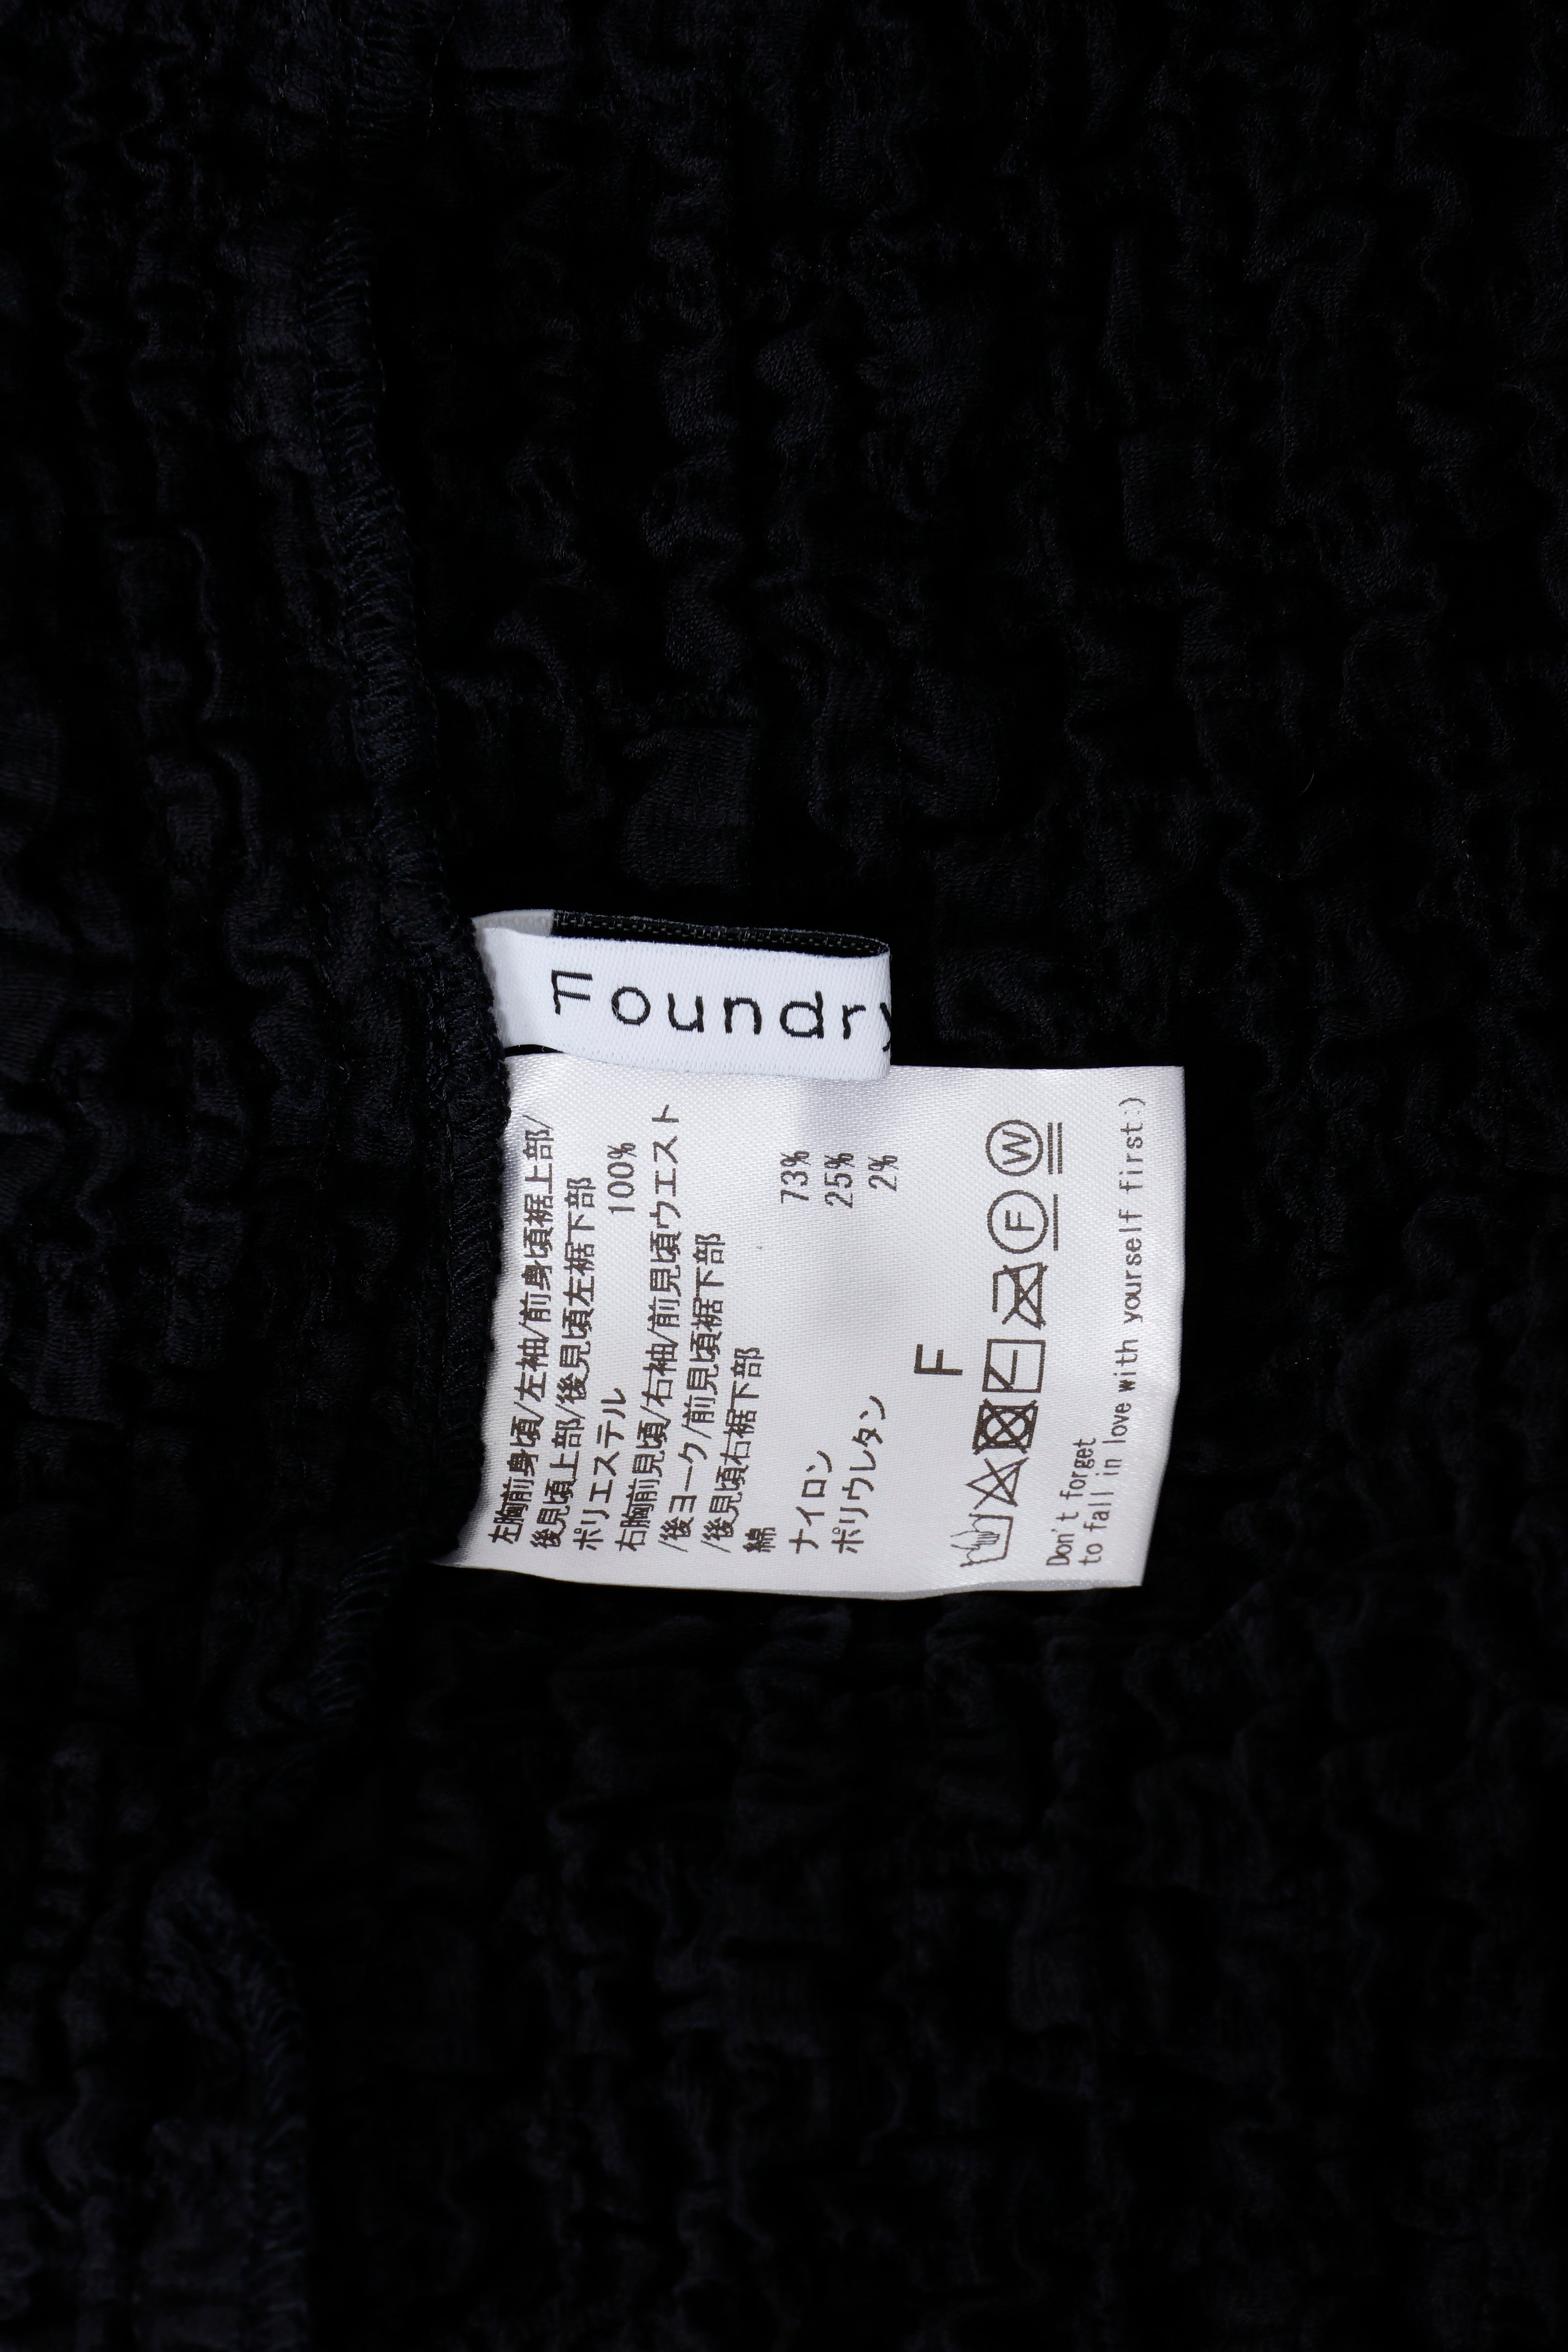 Foundry
左胸前身頃/左袖/前身頃裾上部/
後見頃上部/後見頃左裾下部
ポリエステル 100%
右胸前見頃/右袖/前見頃ウエスト
/後ヨーク/前見頃裾下部
/後見頃右裾下部
綿 73%
ナイロン 25%
ポリウレタン 2%
F
F W
Don't forget
to fall in love with yourself first:)